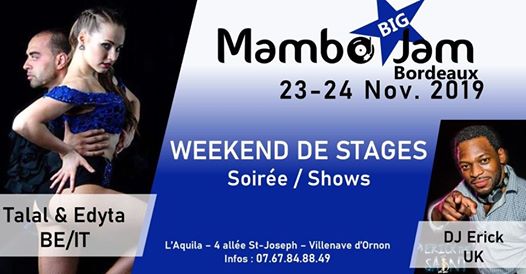 BIG
Mambo Jam
Bordeaux
23-24 Nov. 2019
WEEKEND DE STAGES
Soirée / Shows
Talal & Edyta
BE/IT
DJ Erick
UK
L'Aquila – 4 allée St-Joseph – Villenave d'Ornon
Infos : 07.67.84.88.49